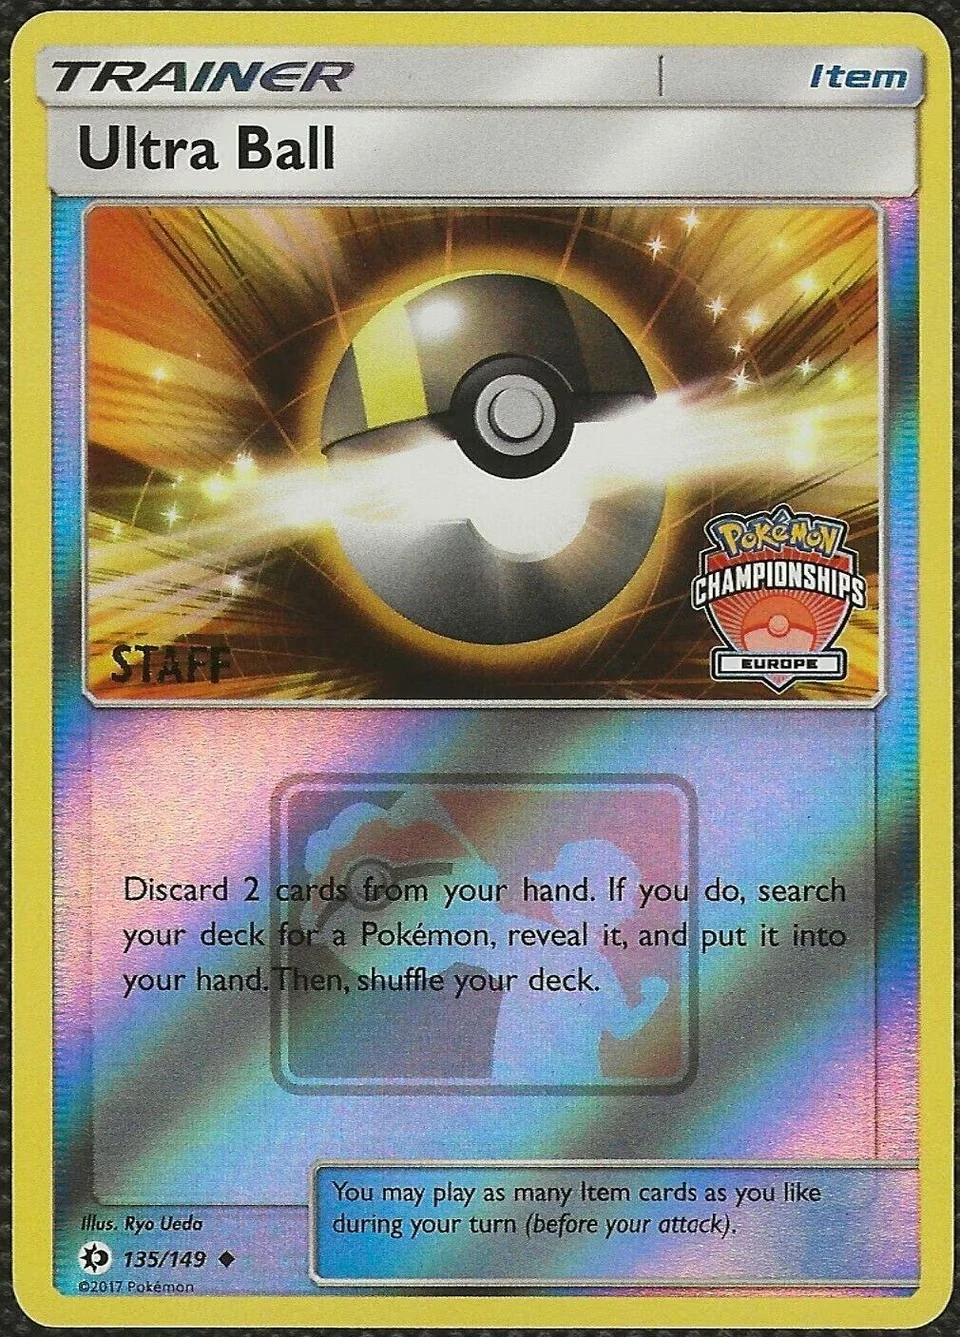 TRAINER
Item
Ultra Ball
POKéMON
CHAMPIONSHIPS
EUROPE
STAFF
Discard 2 cards from your hand. If you do, search
your deck for a Pokémon, reveal it, and put it into
your hand. Then, shuffle your deck.
You may play as many Item cards as you like
during your turn (before your attack).
Illus. Ryo Ueda
135/149
©2017 Pokémon